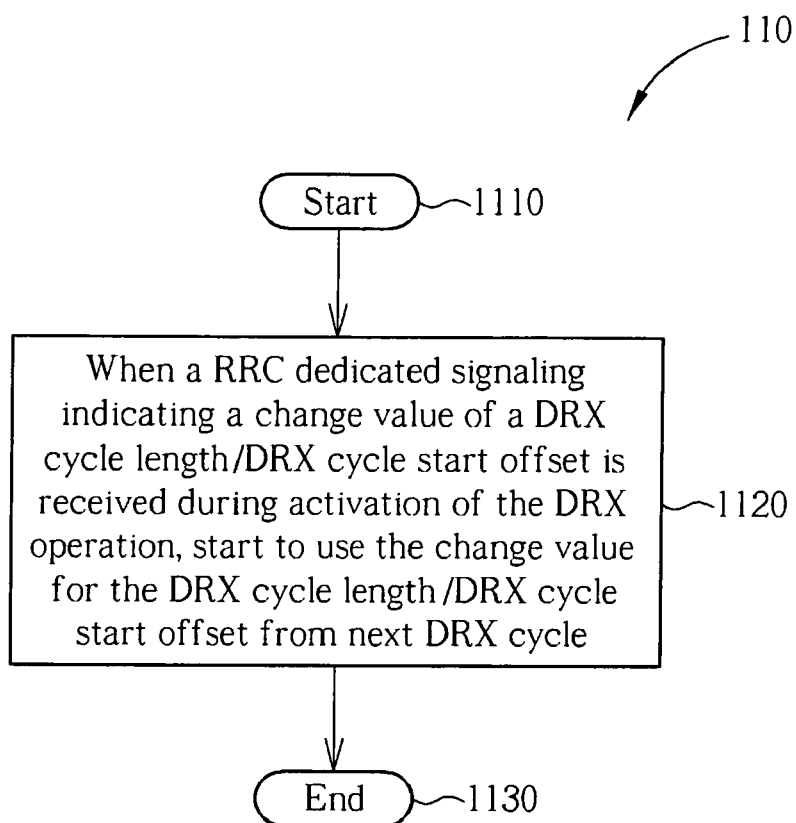 110
Start
1110
When a RRC dedicated signaling
indicating a change value of a DRX
cycle length/DRX cycle start offset is
received during activation of the DRX
operation, start to use the change value
for the DRX cycle length/DRX cycle
start offset from next DRX cycle
1120
End
1130